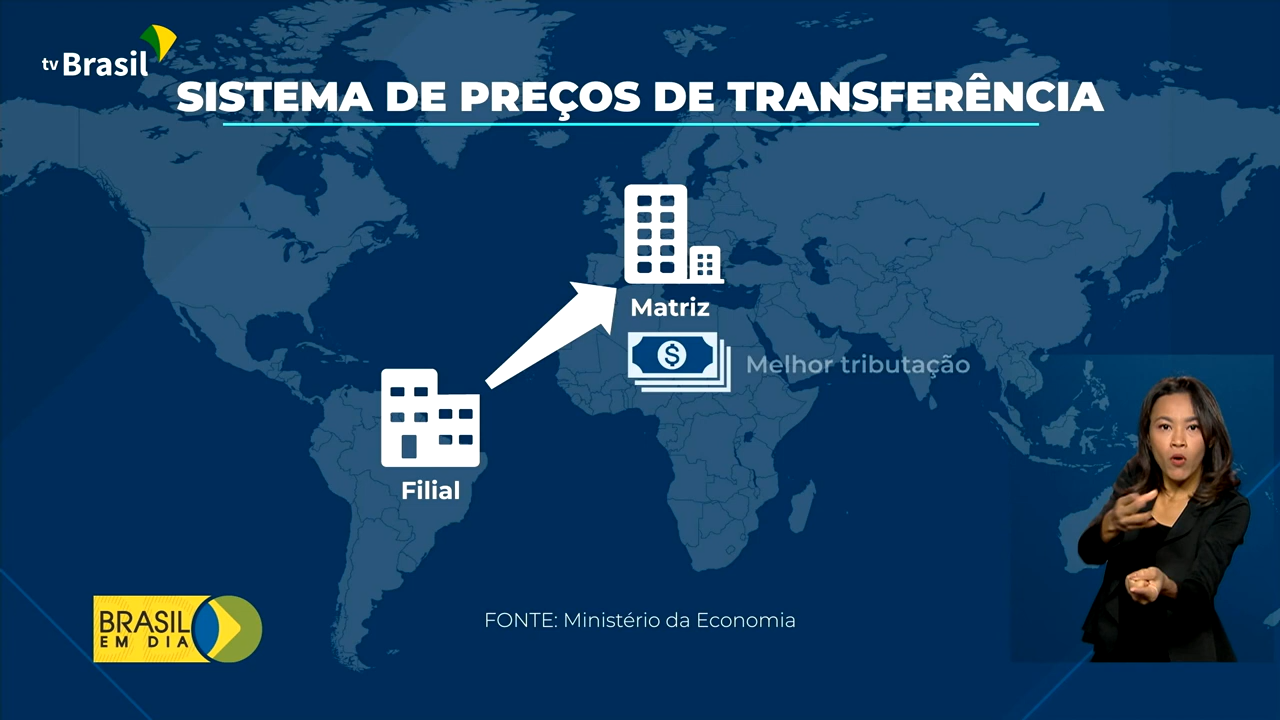 tv Brasil
SISTEMA DE PREÇOS DE TRANSFERÊNCIA
Matriz
$
Melhor tributação
Filial
FONTE: Ministério da Economia
BRASIL
EM DIA